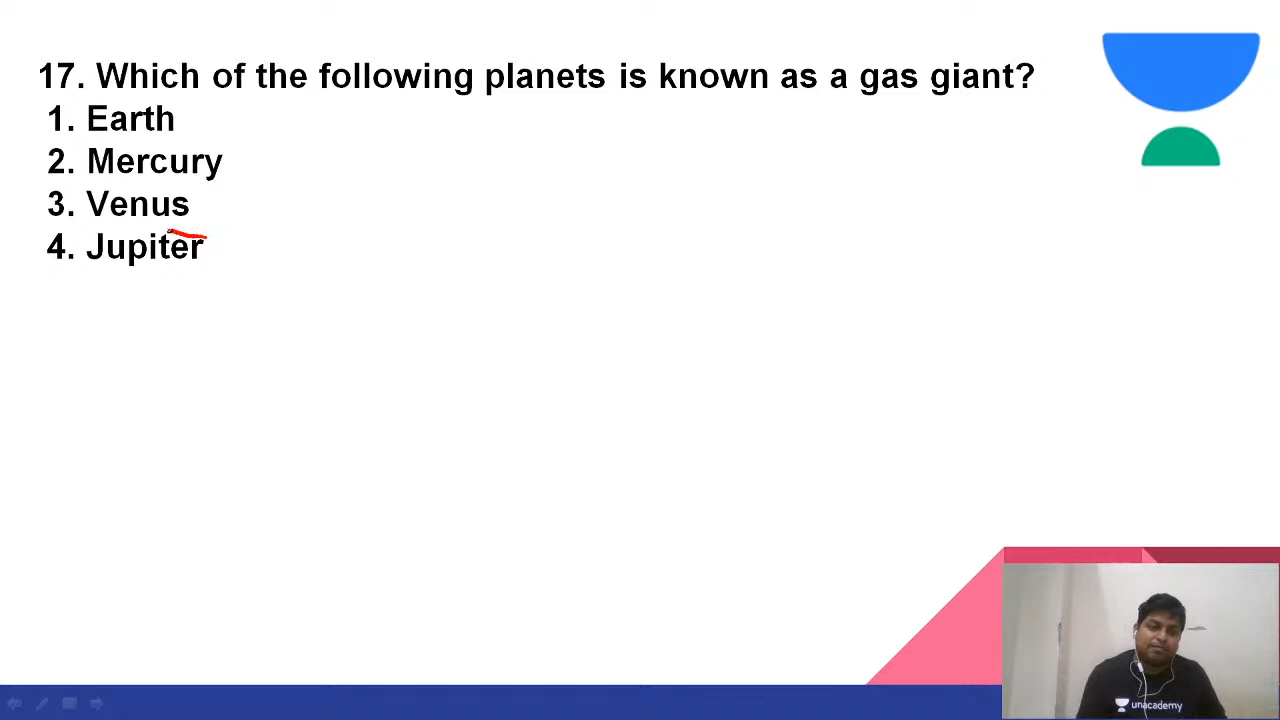 17. Which of the following planets is known as a gas giant?
1. Earth
2. Mercury
3. Venus
4. Jupiter
unacademy